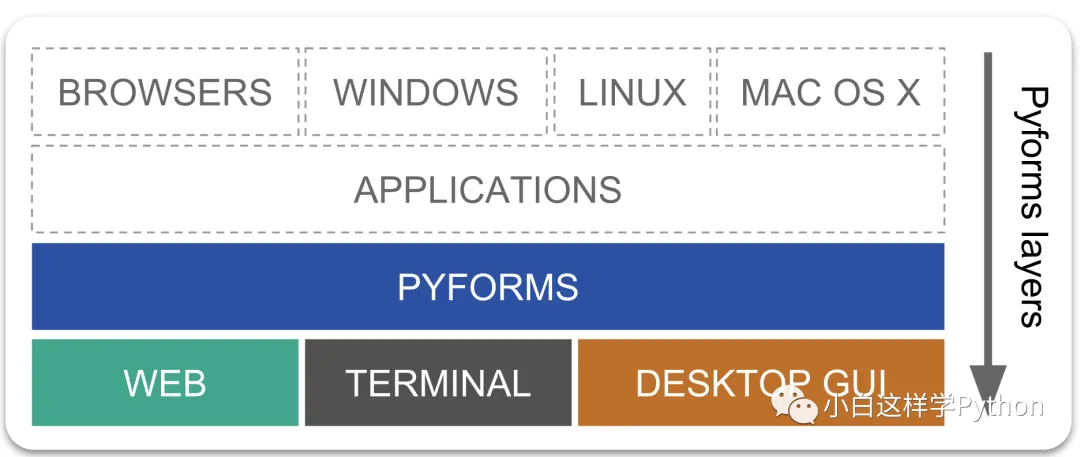 BROWSERS
WINDOWS
LINUX
MAC OS X
APPLICATIONS
PYFORMS
WEB
TERMINAL
DESKTOP GUI
Pyforms layers
小白这样学Python